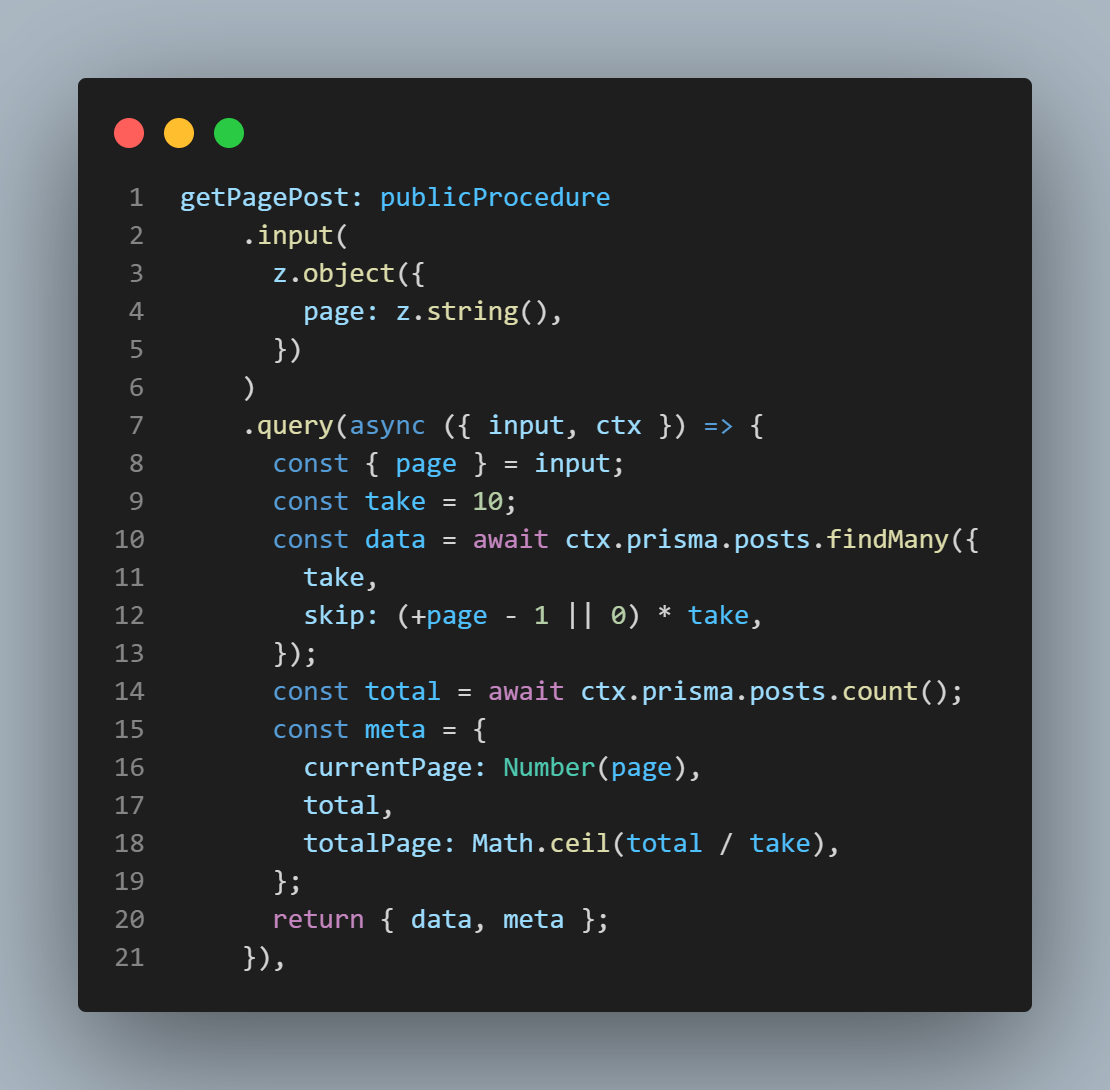 1 getPagePost: publicProcedure
2     .input(
3       z.object({
4         page: z.string(),
5       })
6     )
7     .query(async ({ input, ctx }) => {
8       const { page } = input;
9       const take = 10;
10       const data = await ctx.prisma.posts.findMany({
11         take,
12         skip: (+page - 1 || 0) * take,
13       });
14       const total = await ctx.prisma.posts.count();
15       const meta = {
16         currentPage: Number(page),
17         total,
18         totalPage: Math.ceil(total / take),
19       };
20       return { data, meta };
21     }),